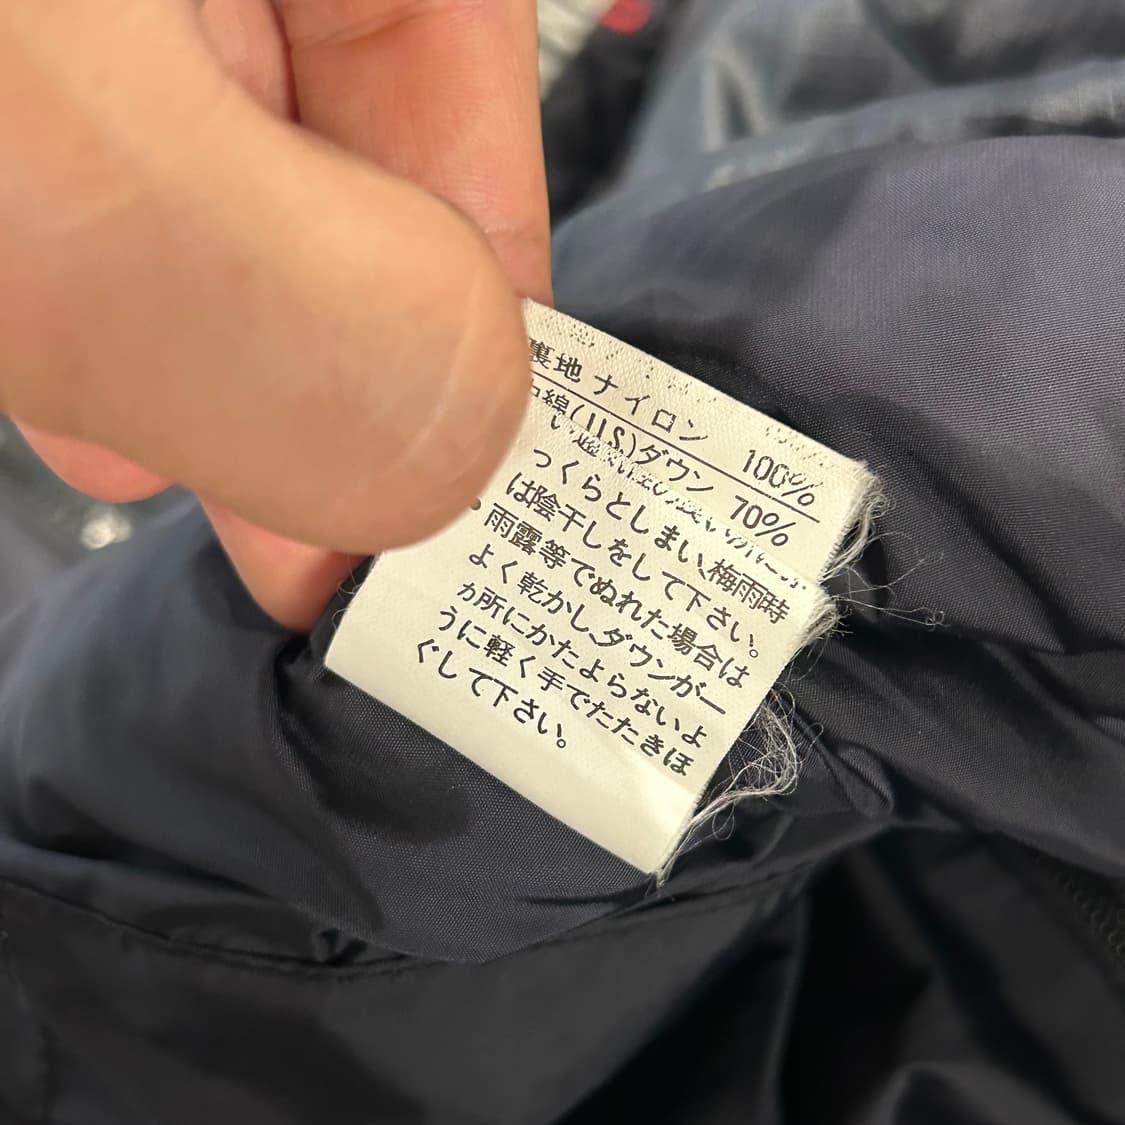 裏地 ナイロン 100%
中綿(US)ダウン 70%
っくらとしまい、梅雨時
は陰干しをして下さい。
雨露等でぬれた場合は
よく乾かし、ダウンが一
カ所にかたよらないよ
うに軽く手でたたきほ
ぐして下さい。